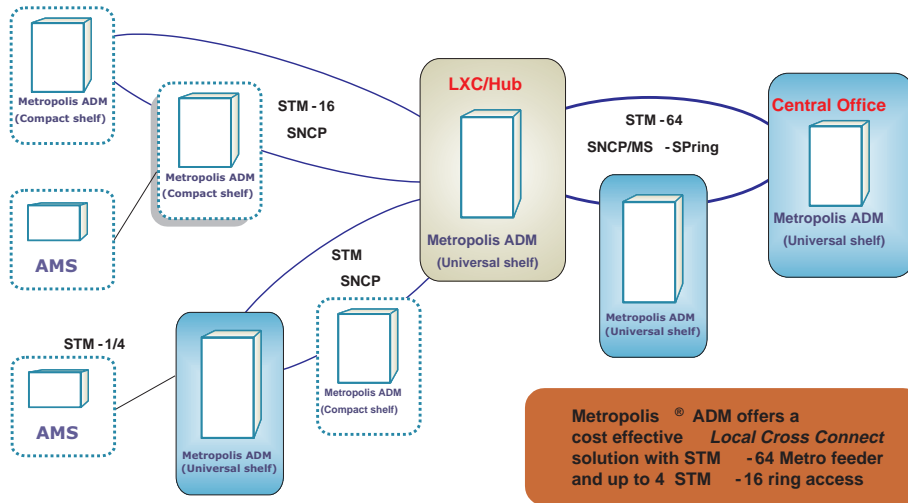 Metropolis ADM
(Compact shelf)
Metropolis ADM
(Compact shelf)
STM - 16
SNCP
AMS
LXC/Hub
Metropolis ADM
(Universal shelf)
STM - 64
SNCP/MS - SPring
Central Office
Metropolis ADM
(Universal shelf)
Metropolis ADM
(Universal shelf)
STM
SNCP
Metropolis ADM
(Compact shelf)
STM - 1/4
AMS
Metropolis ADM
(Universal shelf)
Metropolis ® ADM offers a
cost effective Local Cross Connect
solution with STM - 64 Metro feeder
and up to 4 STM - 16 ring access